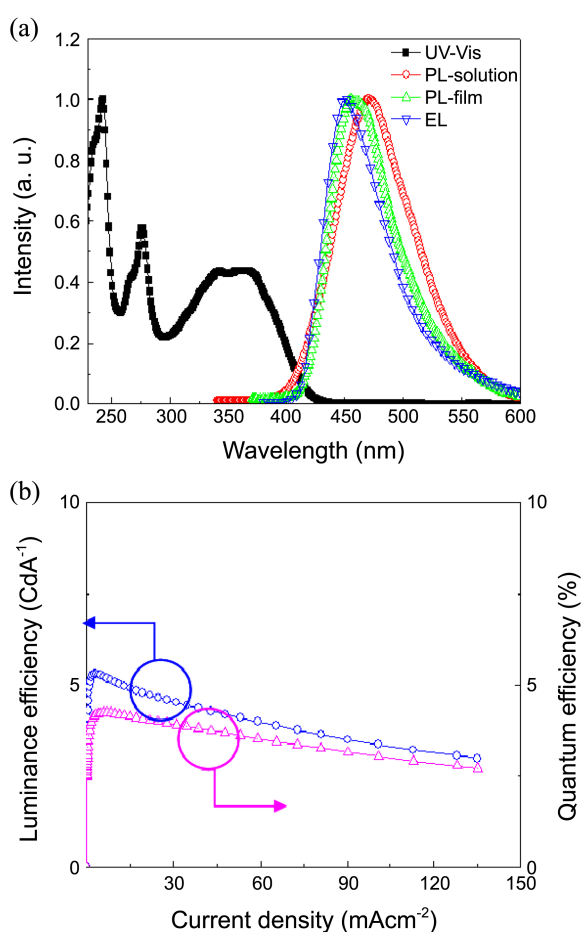 (a)
1.2
1.0
0.8
0.6
0.4
0.2
0.0
Intensity (a. u.)
UV-Vis
PL-solution
PL-film
EL
250 300 350 400 450 500 550 600
Wavelength (nm)
(b)
10
5
0
Luminance efficiency (CdA⁻¹)
10
5
0
Quantum efficiency (%)
30 60 90 120 150
Current density (mAcm⁻²)